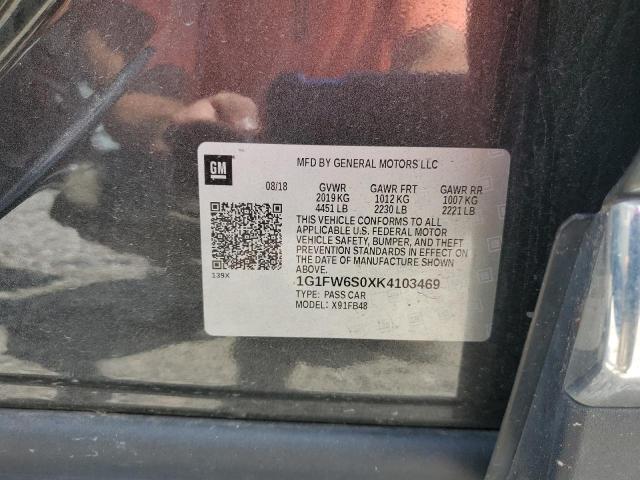 GM
MFD BY GENERAL MOTORS LLC
08/18 GVWR GAWR FRT GAWR RR
2019 KG 1012 KG 1007 KG
4451 LB 2230 LB 2221 LB
THIS VEHICLE CONFORMS TO ALL
APPLICABLE U.S. FEDERAL MOTOR
VEHICLE SAFETY, BUMPER, AND THEFT
PREVENTION STANDARDS IN EFFECT ON
THE DATE OF MANUFACTURE SHOWN
ABOVE.
139X
1G1FW6S0XK4103469
TYPE: PASS CAR
MODEL: X91FB48